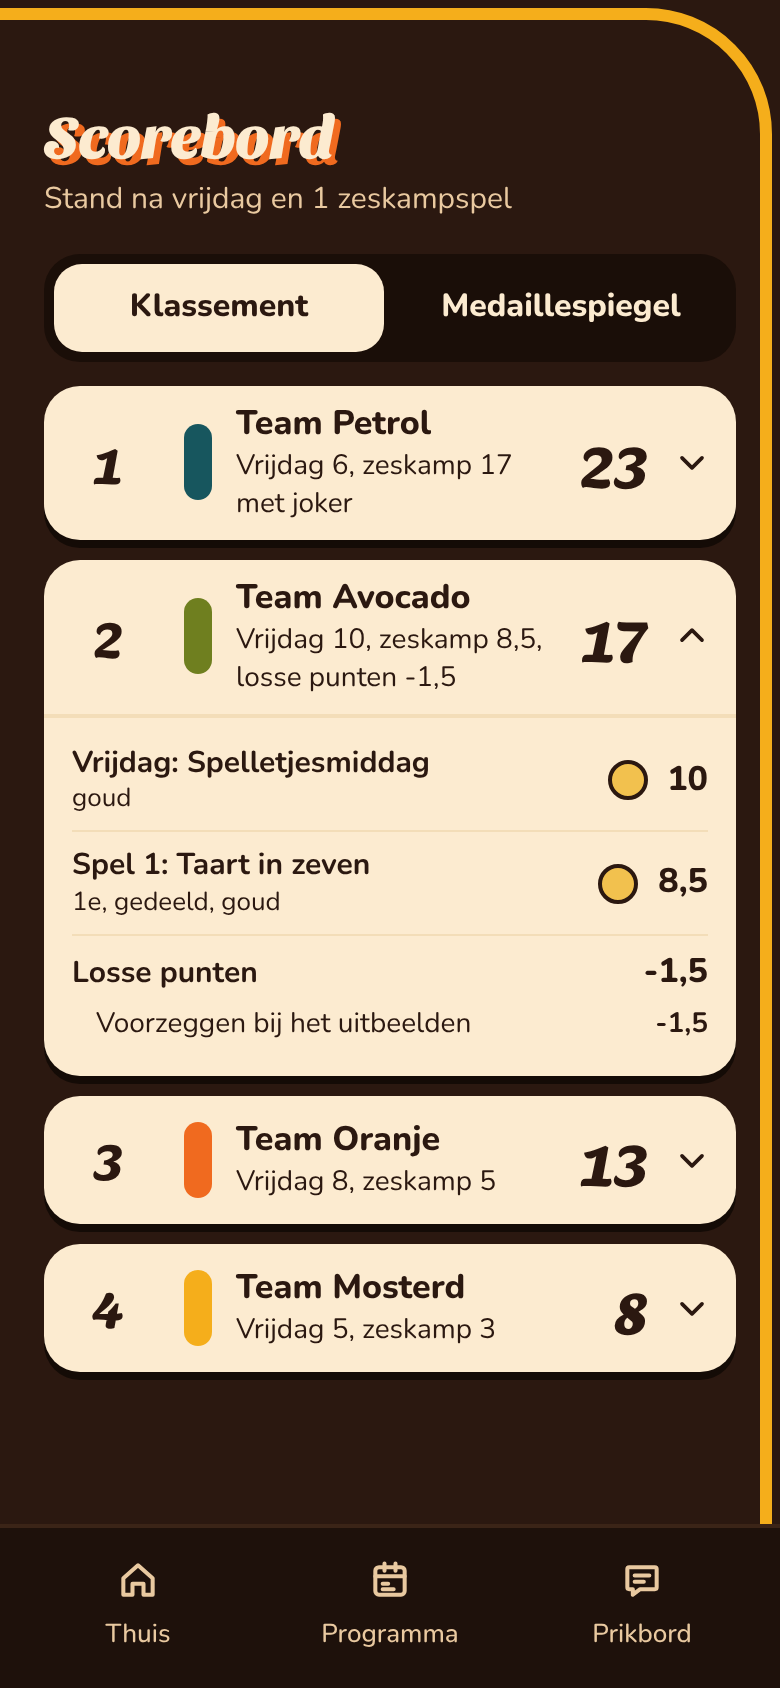 Scorebord
Stand na vrijdag en 1 zeskampspel
Klassement
Medaillespiegel
1
Team Petrol
Vrijdag 6, zeskamp 17
met joker
23
2
Team Avocado
Vrijdag 10, zeskamp 8,5,
losse punten -1,5
17
Vrijdag: Spelletjesmiddag
goud
10
Spel 1: Taart in zeven
1e, gedeeld, goud
8,5
Losse punten
-1,5
Voorzeggen bij het uitbeelden
-1,5
3
Team Oranje
Vrijdag 8, zeskamp 5
13
4
Team Mosterd
Vrijdag 5, zeskamp 3
8
Thuis
Programma
Prikbord